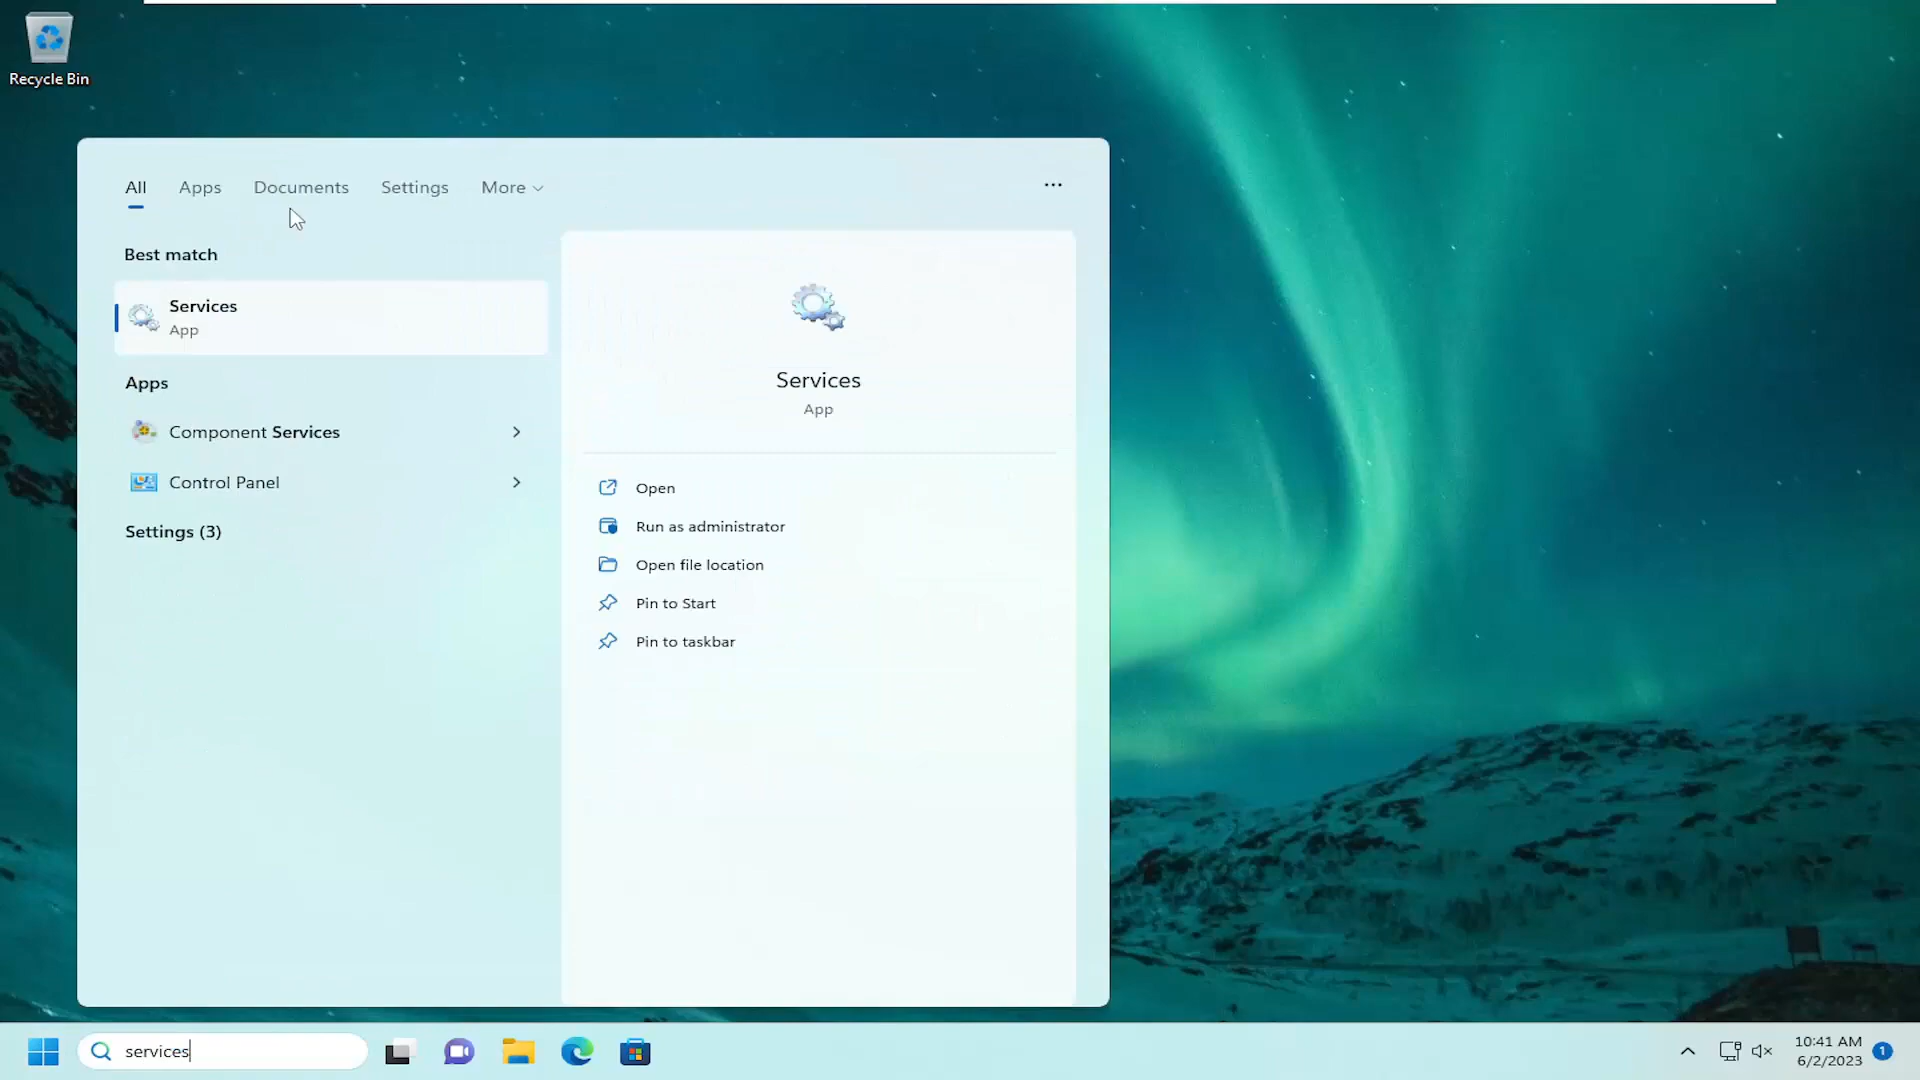 Recycle Bin
All Apps Documents Settings More
Best match
Services
App
Apps
Component Services
Control Panel
Settings (3)
Services
App
Open
Run as administrator
Open file location
Pin to Start
Pin to taskbar
services
10:41 AM
6/2/2023
1